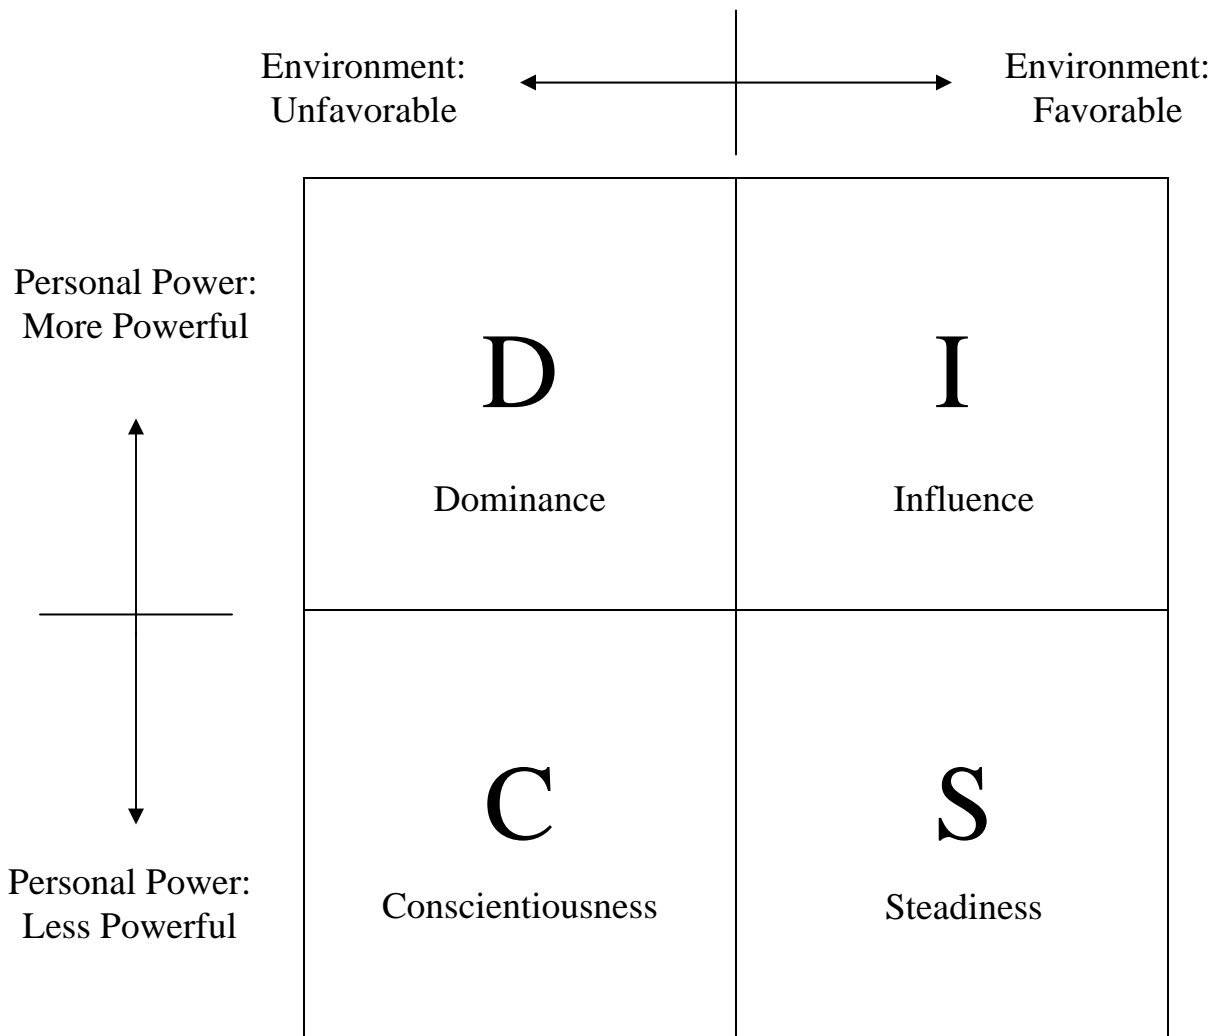 Environment:
Unfavorable
Environment:
Favorable
Personal Power:
More Powerful
D
Dominance
I
Influence
C
Conscientiousness
S
Steadiness
Personal Power:
Less Powerful